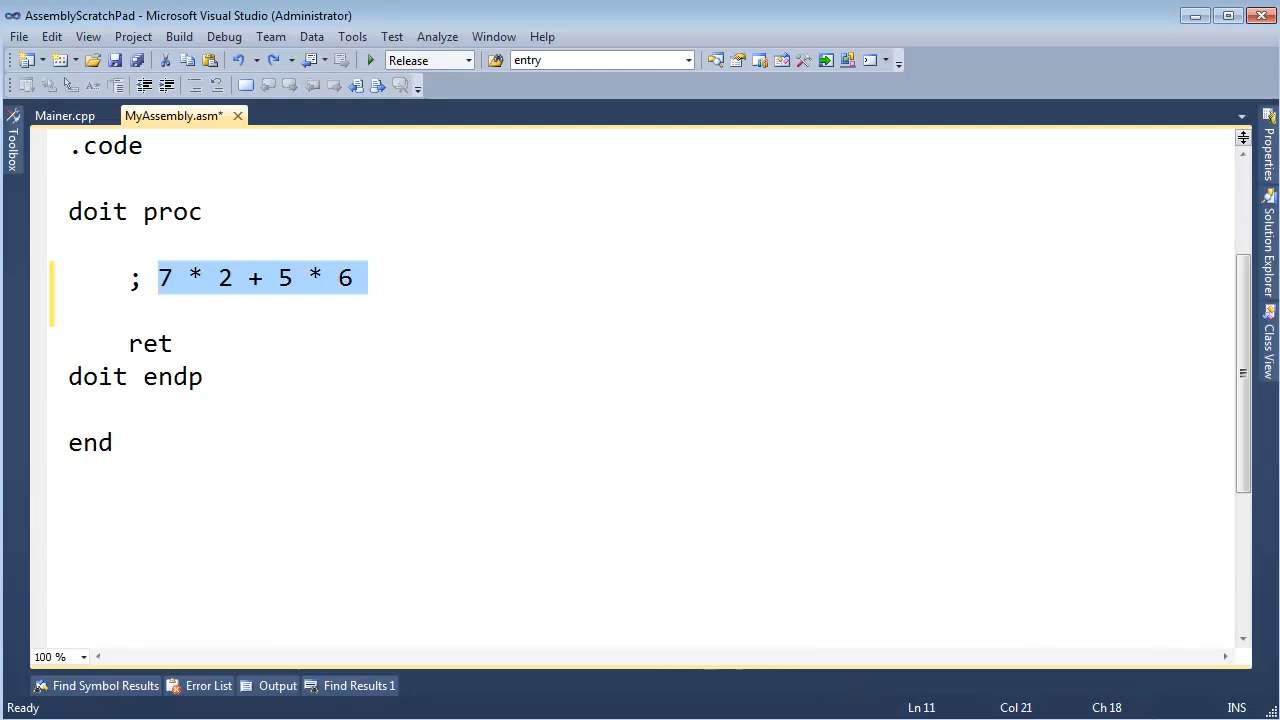 AssemblyScratchPad - Microsoft Visual Studio (Administrator)
File Edit View Project Build Debug Team Data Tools Test Analyze Window Help
Release entry
Mainer.cpp MyAssembly.asm*
Toolbox
Properties
Solution Explorer
Class View
.code
doit proc
; 7 * 2 + 5 * 6
ret
doit endp
end
100 %
Find Symbol Results Error List Output Find Results 1
Ready Ln 11 Col 21 Ch 18 INS